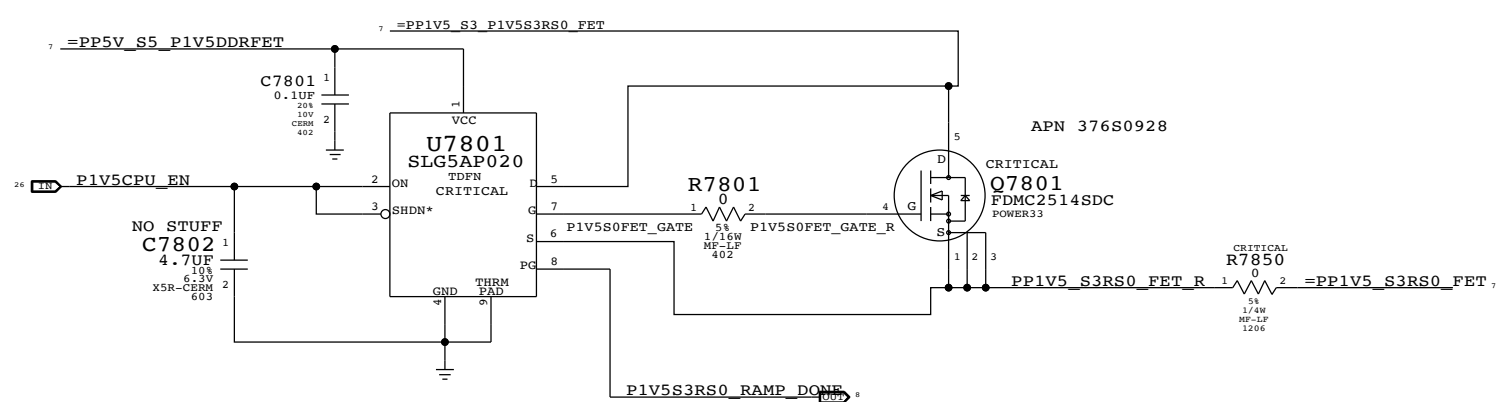 7 =PP1V5_S3_P1V5S3RS0_FET
7 =PP5V_S5_P1V5DDRFET
C7801 1
0.1UF
20%
10V
CERM
402
2
1
VCC
U7801
SLG5AP020
TDFN
CRITICAL
APN 376S0928
5
D
CRITICAL
Q7801
FDMC2514SDC
POWER33
26 IN P1V5CPU_EN
2 ON
3 SHDN*
D 5
G 7
S 6
PG 8
R7801
0
1 2
5%
1/16W
MF-LF
402
P1V5S0FET_GATE
P1V5S0FET_GATE_R
4 G
S
1 2 3
NO STUFF
C7802 1
4.7UF
10%
6.3V
X5R-CERM
603
2
GND
4
THRM
PAD
9
PP1V5_S3RS0_FET_R
CRITICAL
R7850
0
1 2
5%
1/4W
MF-LF
1206
=PP1V5_S3RS0_FET 7
P1V5S3RS0_RAMP_DONE
OUT 8